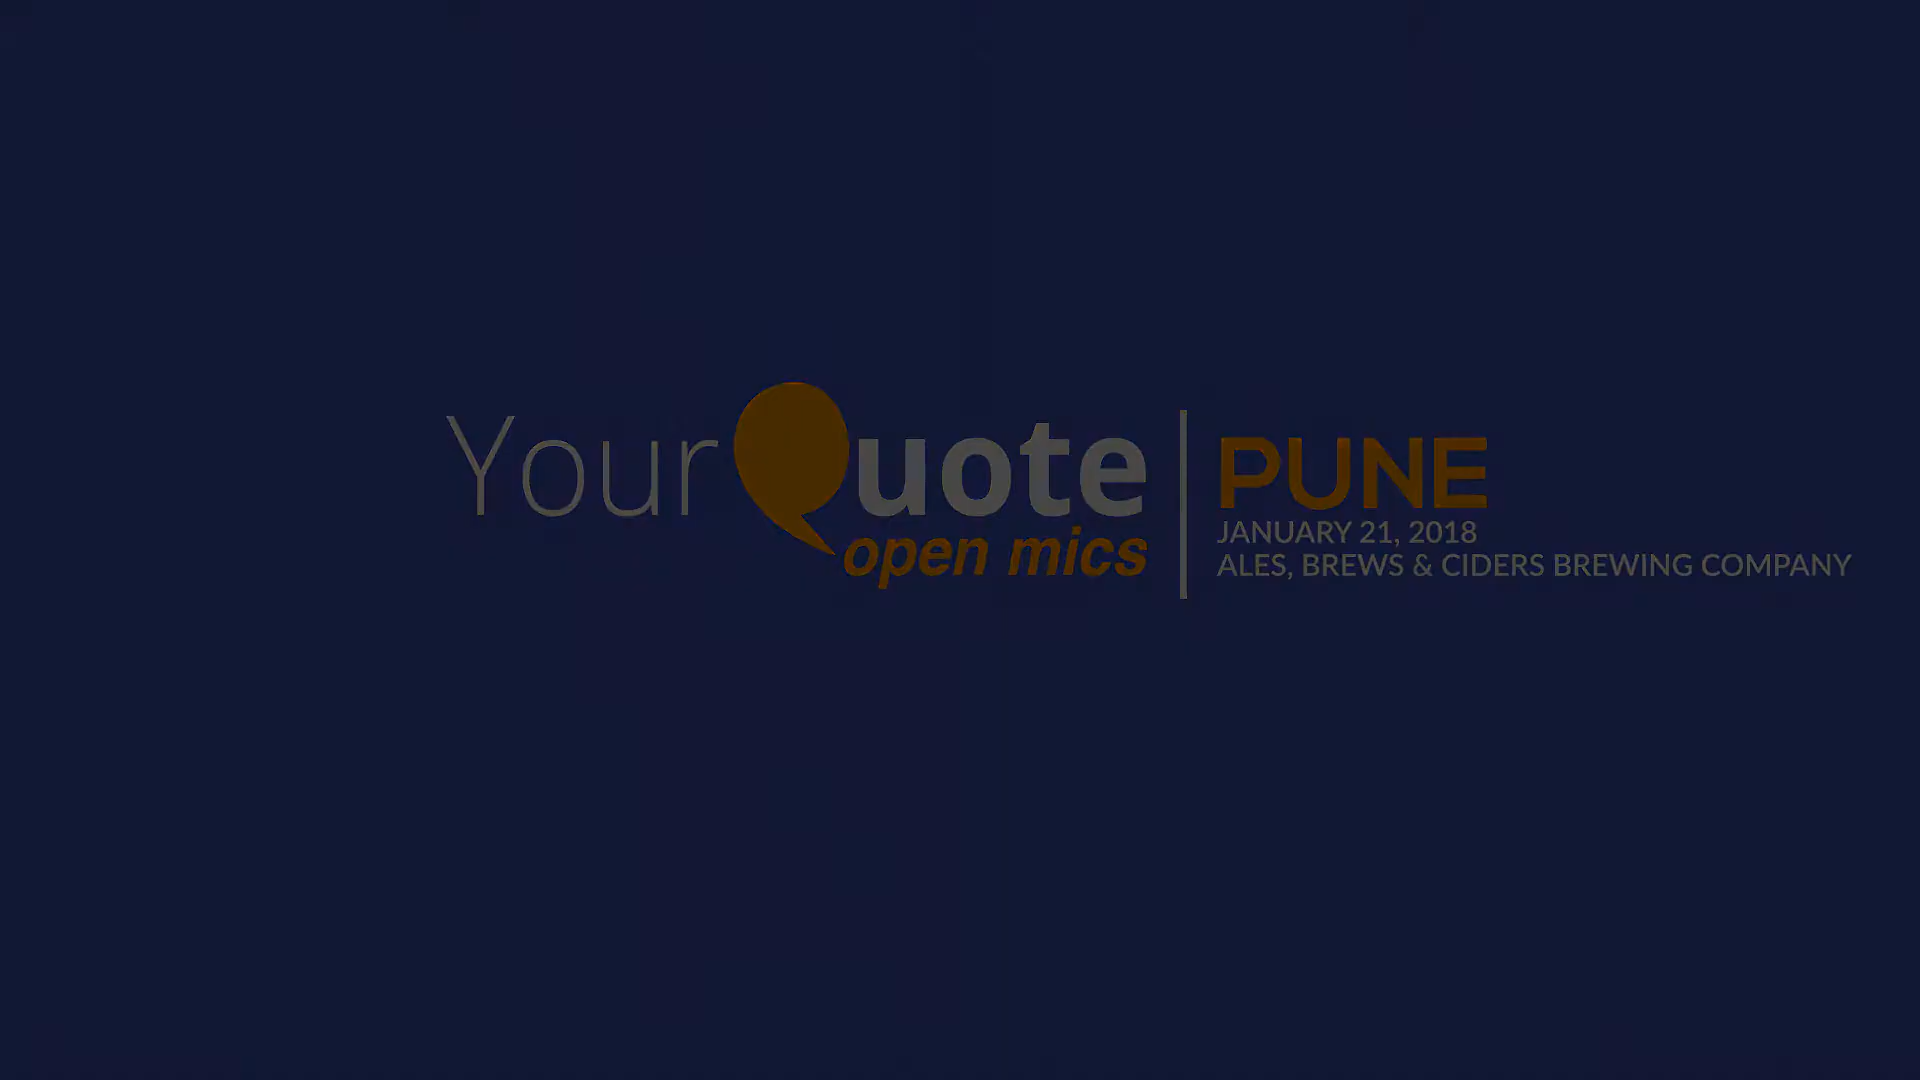 YourQuote
open mics
PUNE
JANUARY 21, 2018
ALES, BREWS & CIDERS BREWING COMPANY